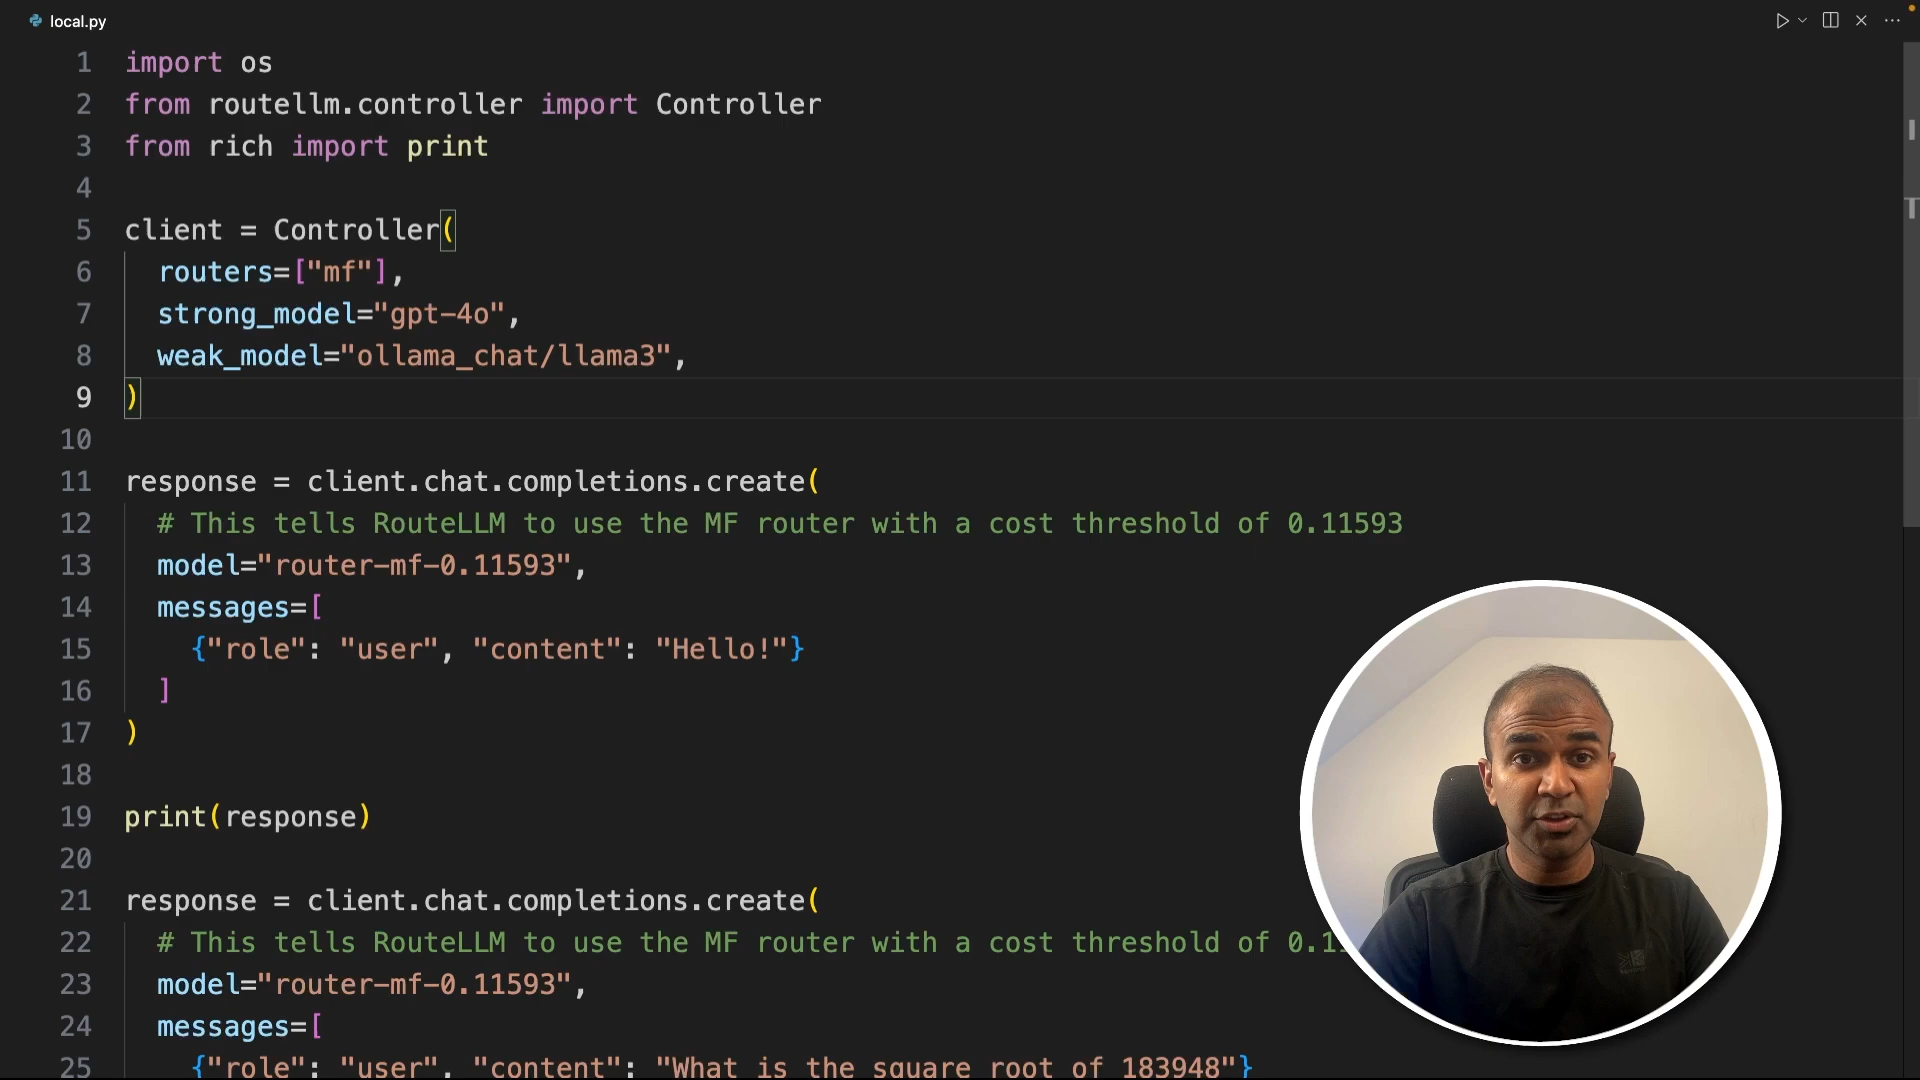 local.py
1 import os
2 from routellm.controller import Controller
3 from rich import print
4
5 client = Controller(
6   routers=["mf"],
7   strong_model="gpt-4o",
8   weak_model="ollama_chat/llama3",
9 )
10
11 response = client.chat.completions.create(
12   # This tells RouteLLM to use the MF router with a cost threshold of 0.11593
13   model="router-mf-0.11593",
14   messages=[
15     {"role": "user", "content": "Hello!"}
16   ]
17 )
18
19 print(response)
20
21 response = client.chat.completions.create(
22   # This tells RouteLLM to use the MF router with a cost threshold of
23   model="router-mf-0.11593",
24   messages=[
25     {"role": "user", "content": "What is the square root of 183948"}